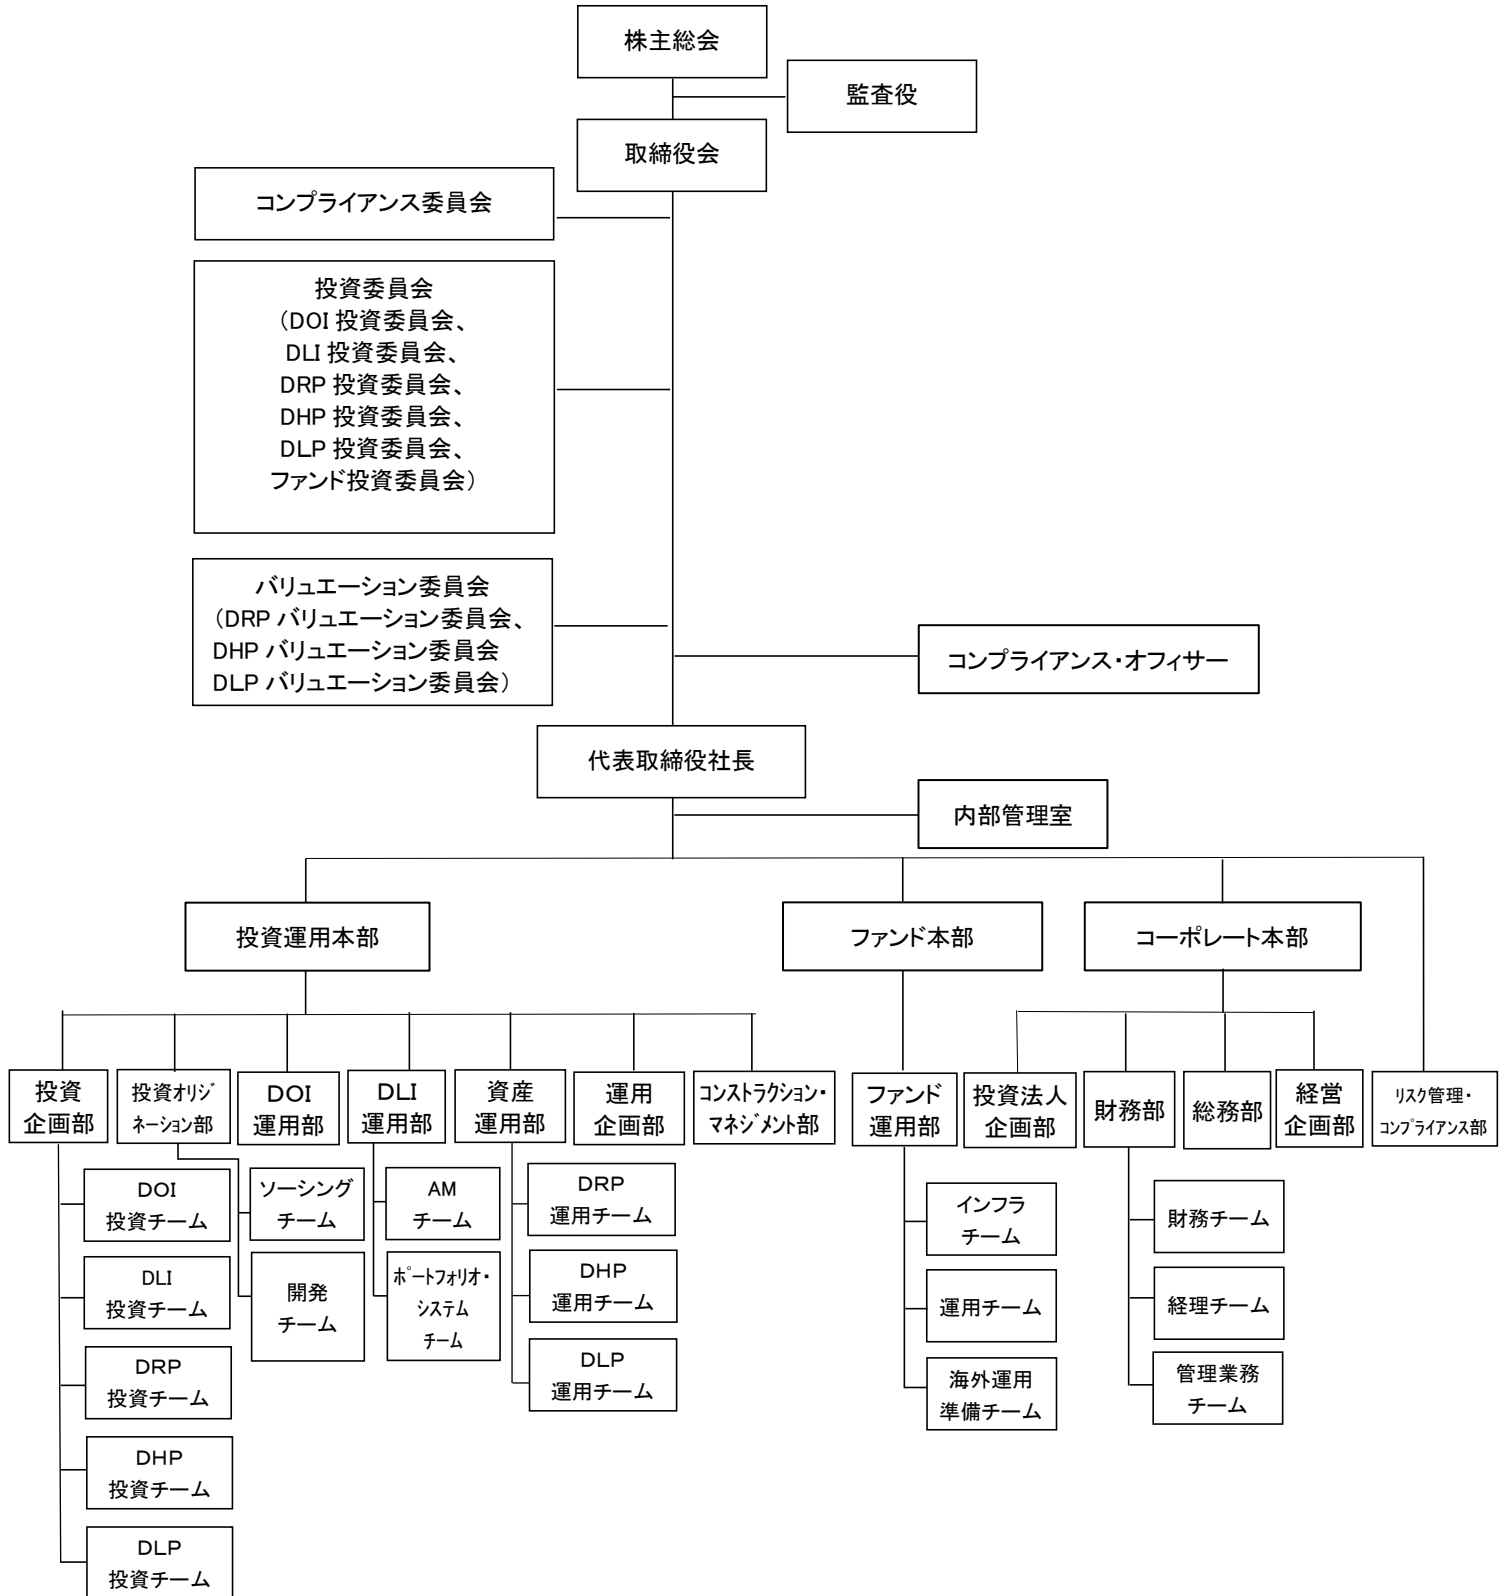 株主総会
監査役
取締役会
コンプライアンス委員会
投資委員会
（DOI 投資委員会、
DLI 投資委員会、
DRP 投資委員会、
DHP 投資委員会、
DLP 投資委員会、
ファンド投資委員会）
バリュエーション委員会
（DRP バリュエーション委員会、
DHP バリュエーション委員会
DLP バリュエーション委員会）
コンプライアンス・オフィサー
代表取締役社長
内部管理室
投資運用本部
ファンド本部
コーポレート本部
投資
企画部
投資オリジ
ネーション部
DOI
運用部
DLI
運用部
資産
運用部
運用
企画部
コンストラクション・
マネジメント部
ファンド
運用部
投資法人
企画部
財務部
総務部
経営
企画部
リスク管理・
コンプライアンス部
DOI
投資チーム
DLI
投資チーム
DRP
投資チーム
DHP
投資チーム
DLP
投資チーム
ソーシング
チーム
開発
チーム
AM
チーム
ポートフォリオ・
システム
チーム
DRP
運用チーム
DHP
運用チーム
DLP
運用チーム
インフラ
チーム
運用チーム
海外運用
準備チーム
財務チーム
経理チーム
管理業務
チーム